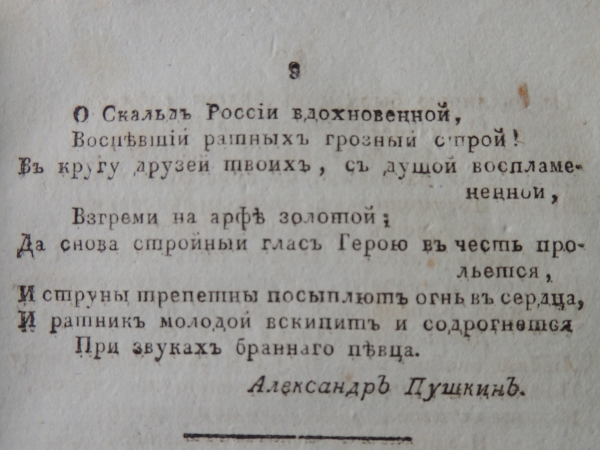 9
О Скальдъ Россіи вдохновенной,
Воспѣвшій ратныхъ грозный строй!
Въ кругу друзей твоихъ, съ душой воспламе-
ненной,
Взгреми на арфѣ золотой;
Да снова стройный гласъ Герою въ честь про-
льется,
И струны трепетны посыплютъ огнь въ сердца,
И ратникъ молодой вскипитъ и содрогнется
При звукахъ браннаго пѣвца.
Александръ Пушкинъ.